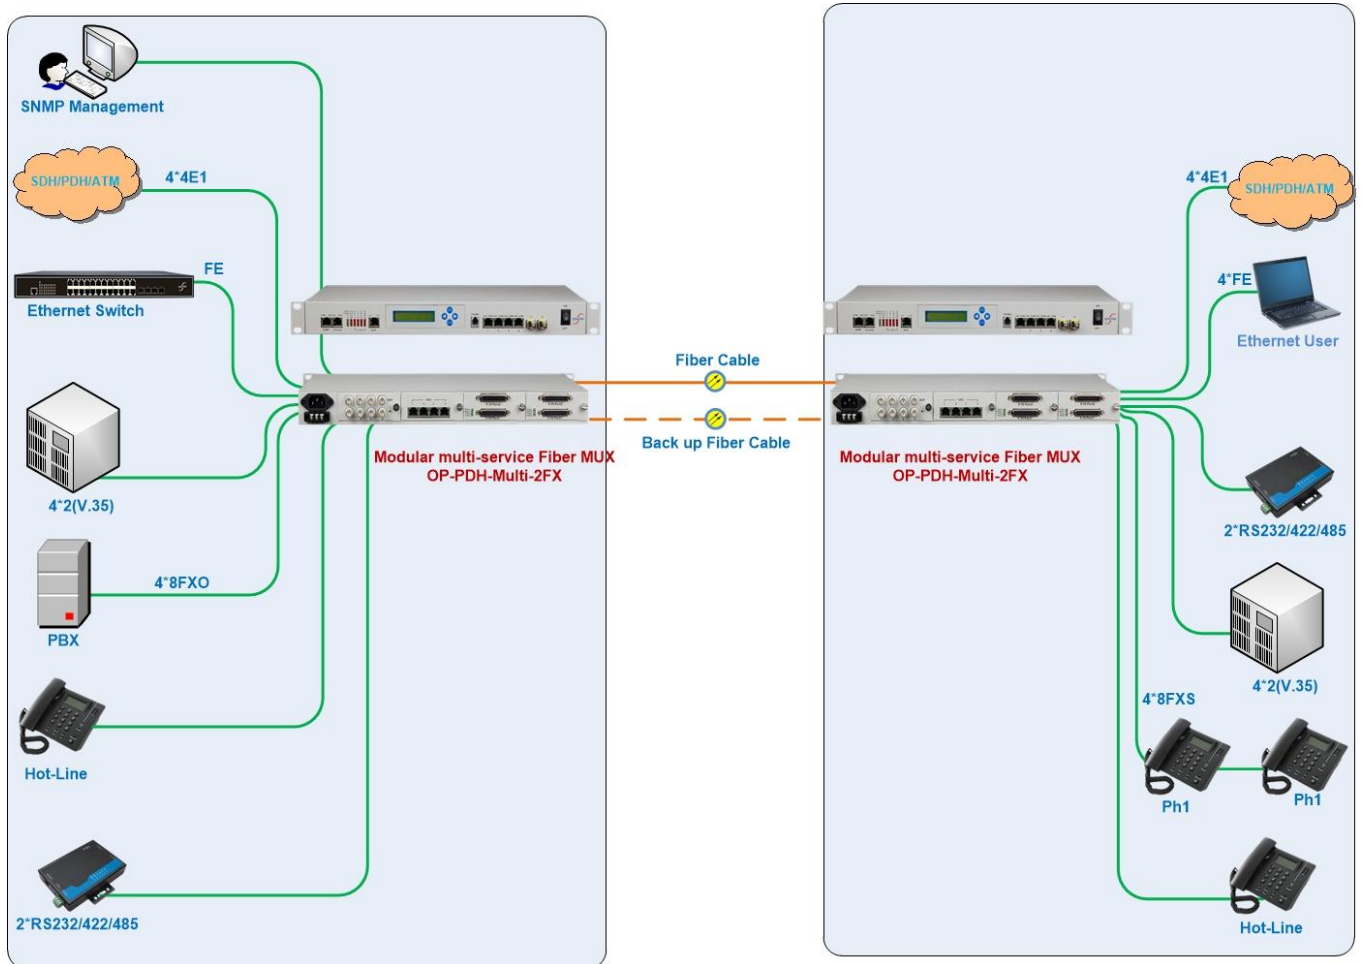 SNMP Management
SDH/PDH/ATM
4*4E1
FE
Ethernet Switch
4*2(V.35)
4*8FXO
PBX
Hot-Line
2*RS232/422/485
Modular multi-service Fiber MUX
OP-PDH-Multi-2FX
Fiber Cable
Back up Fiber Cable
Modular multi-service Fiber MUX
OP-PDH-Multi-2FX
4*4E1
SDH/PDH/ATM
4*FE
Ethernet User
2*RS232/422/485
4*2(V.35)
4*8FXS
Ph1
Ph1
Hot-Line